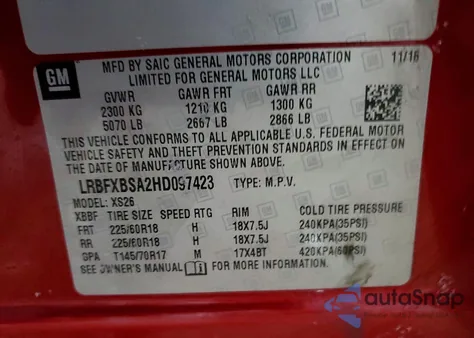 GM
MFD BY SAIC GENERAL MOTORS CORPORATION 11/16
LIMITED FOR GENERAL MOTORS LLC
GVWR GAWR FRT GAWR RR
2300 KG 1210 KG 1300 KG
5070 LB 2667 LB 2866 LB
THIS VEHICLE CONFORMS TO ALL APPLICABLE U.S. FEDERAL MOTOR
VEHICLE SAFETY AND THEFT PREVENTION STANDARDS IN EFFECT ON
THE DATE OF MANUFACTURE SHOWN ABOVE.
LRBFXBSA2HD097423 TYPE: M.P.V.
MODEL: XS26
XBBF TIRE SIZE SPEED RTG RIM COLD TIRE PRESSURE
FRT 225/60R18 H 18X7.5J 240KPA(35PSI)
RR 225/60R18 H 18X7.5J 240KPA(35PSI)
SPA T145/70R17 M 17X4BT 420KPA(60PSI)
SEE OWNER'S MANUAL FOR MORE INFORMATION.
autoSnap